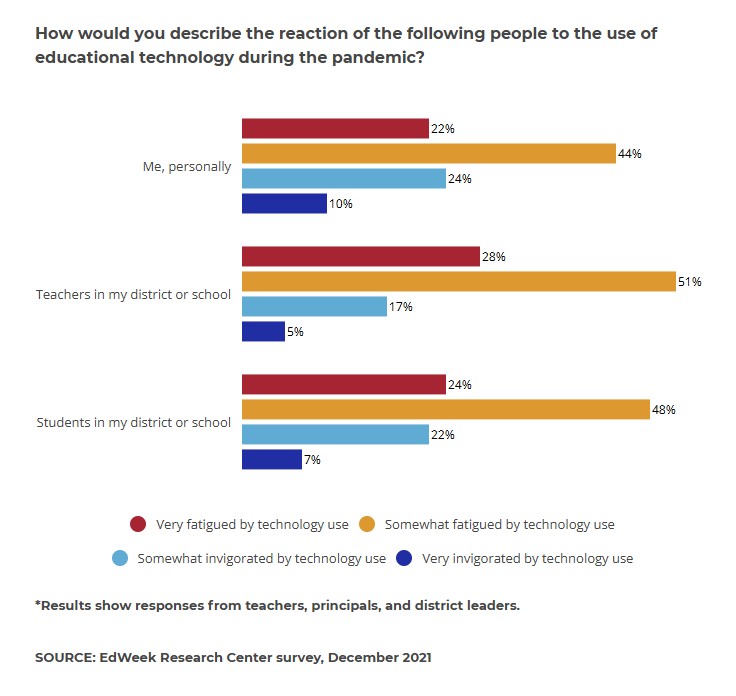 How would you describe the reaction of the following people to the use of
educational technology during the pandemic?
Me, personally
22%
44%
24%
10%
Teachers in my district or school
28%
51%
17%
5%
Students in my district or school
24%
48%
22%
7%
Very fatigued by technology use
Somewhat fatigued by technology use
Somewhat invigorated by technology use
Very invigorated by technology use
*Results show responses from teachers, principals, and district leaders.
SOURCE: EdWeek Research Center survey, December 2021